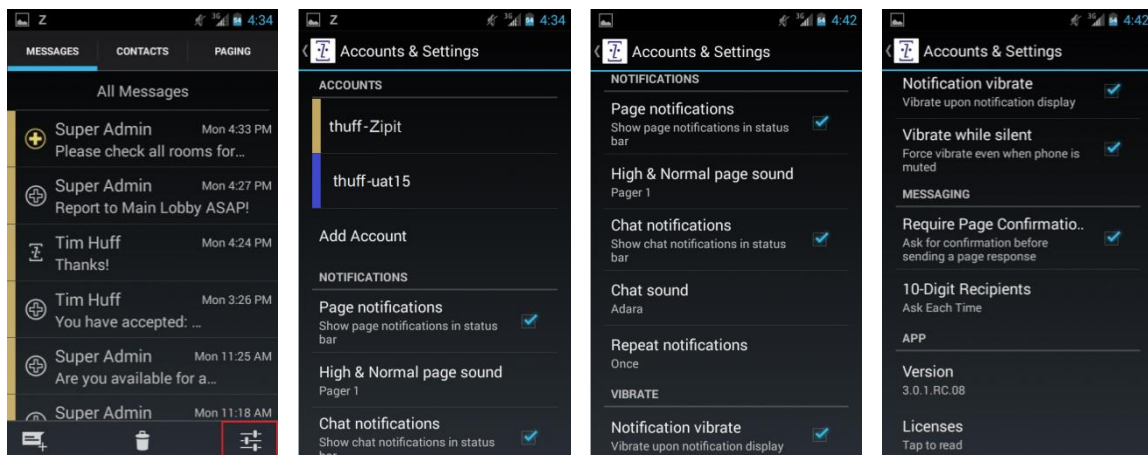 Z 3G 94 4:34
MESSAGES CONTACTS PAGING
All Messages
Super Admin Mon 4:33 PM
Please check all rooms for...
Super Admin Mon 4:27 PM
Report to Main Lobby ASAP!
Tim Huff Mon 4:24 PM
Thanks!
Tim Huff Mon 3:26 PM
You have accepted: ...
Super Admin Mon 11:25 AM
Are you available for a...
Super Admin Mon 11:18 AM
Z 3G 4:34
Accounts & Settings
ACCOUNTS
thuff-Zipit
thuff-uat15
Add Account
NOTIFICATIONS
Page notifications
Show page notifications in status
bar
High & Normal page sound
Pager 1
Chat notifications
Show chat notifications in status
bar
3G 4:42
Accounts & Settings
NOTIFICATIONS
Page notifications
Show page notifications in status
bar
High & Normal page sound
Pager 1
Chat notifications
Show chat notifications in status
bar
Chat sound
Adara
Repeat notifications
Once
VIBRATE
Notification vibrate
Vibrate upon notification display
3G 4:42
Accounts & Settings
Notification vibrate
Vibrate upon notification display
Vibrate while silent
Force vibrate even when phone is
muted
MESSAGING
Require Page Confirmatio..
Ask for confirmation before
sending a page response
10-Digit Recipients
Ask Each Time
APP
Version
3.0.1.RC.08
Licenses
Tap to read